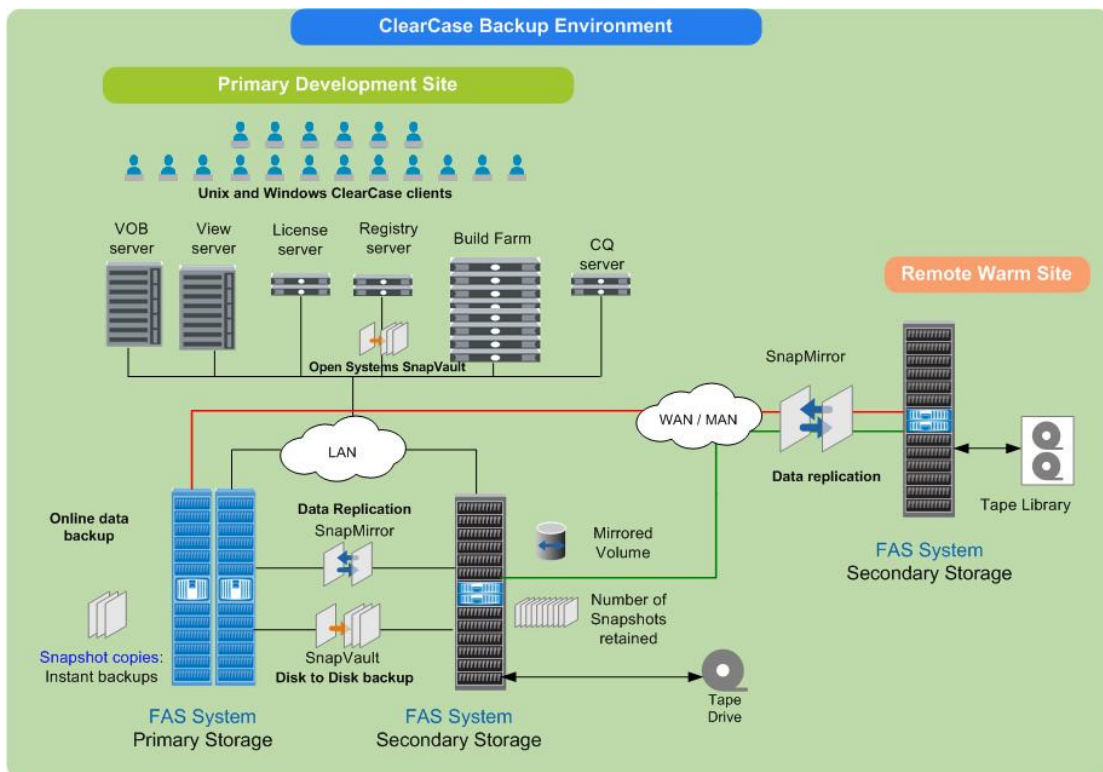 ClearCase Backup Environment
Primary Development Site
Unix and Windows ClearCase clients
VOB
server
View
server
License
server
Registry
server
Build Farm
CQ
server
Open Systems SnapVault
Remote Warm Site
SnapMirror
WAN / MAN
Data replication
Tape Library
FAS System
Secondary Storage
LAN
Online data
backup
Data Replication
SnapMirror
Mirrored
Volume
Number of
Snapshots
retained
Snapshot copies:
Instant backups
SnapVault
Disk to Disk backup
Tape
Drive
FAS System
Primary Storage
FAS System
Secondary Storage